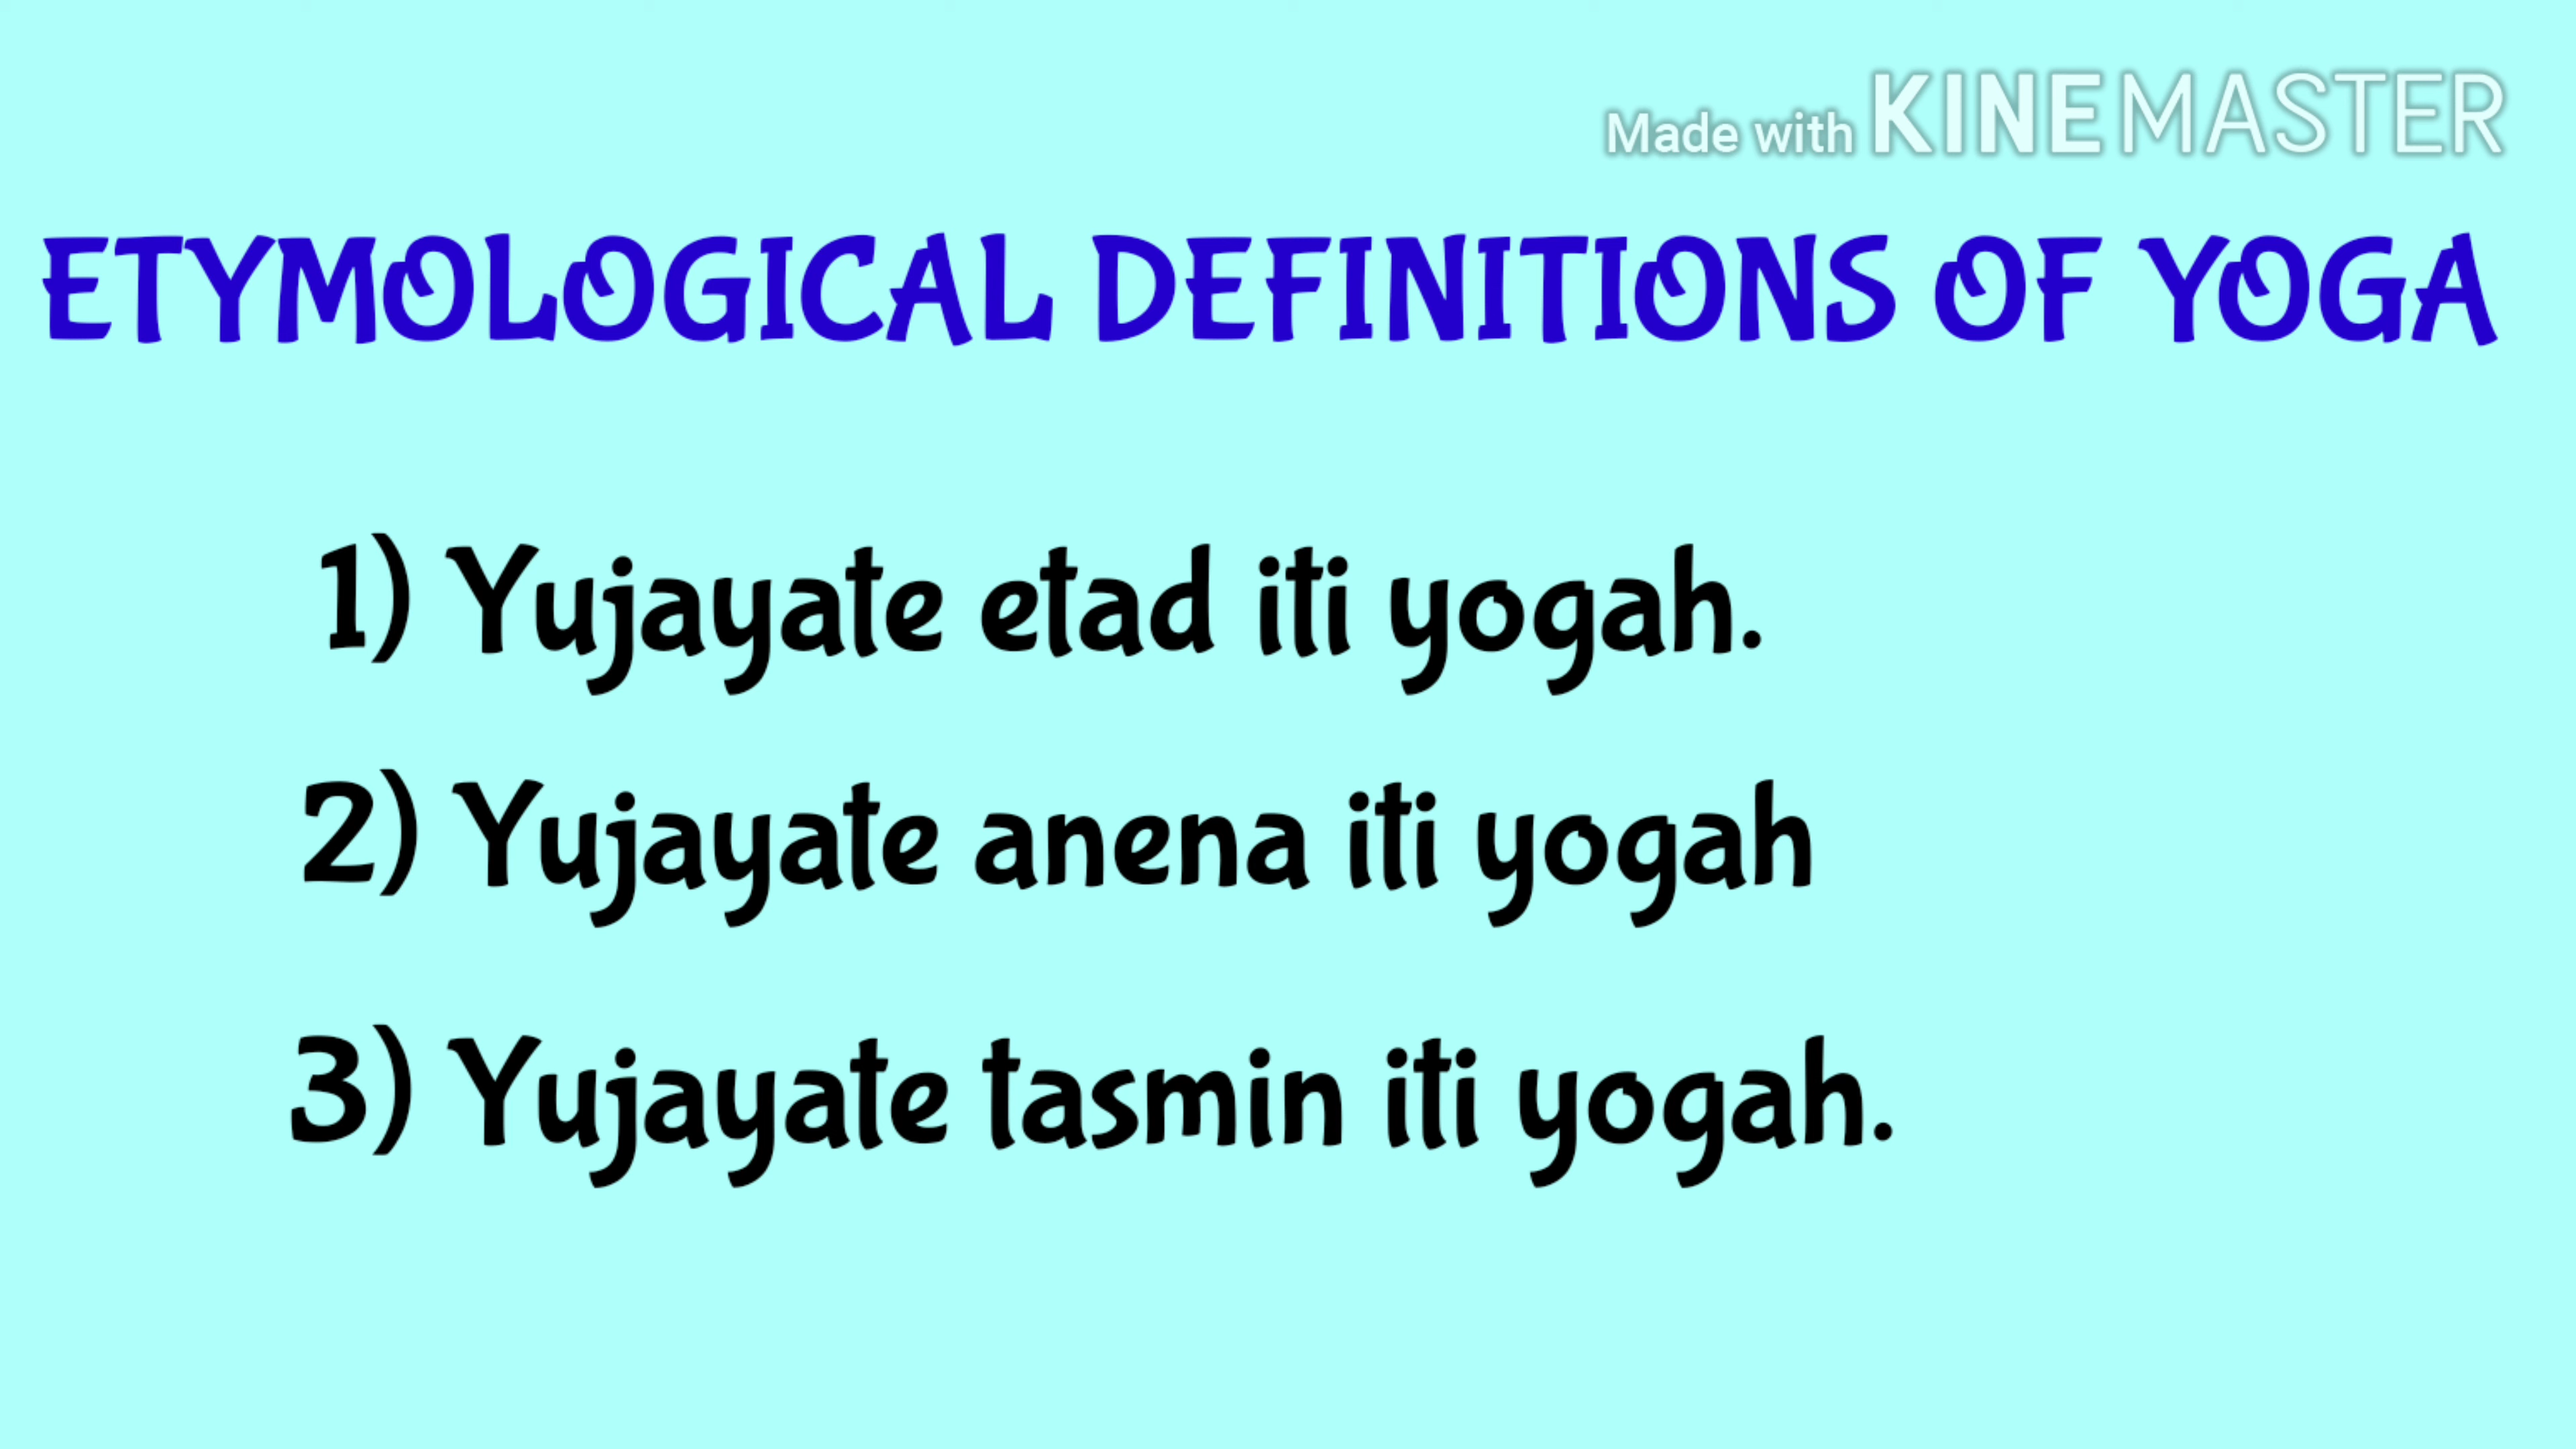 Made with KINEMASTER
ETYMOLOGICAL DEFINITIONS OF YOGA
1) Yujayate etad iti yogah.
2) Yujayate anena iti yogah
3) Yujayate tasmin iti yogah.